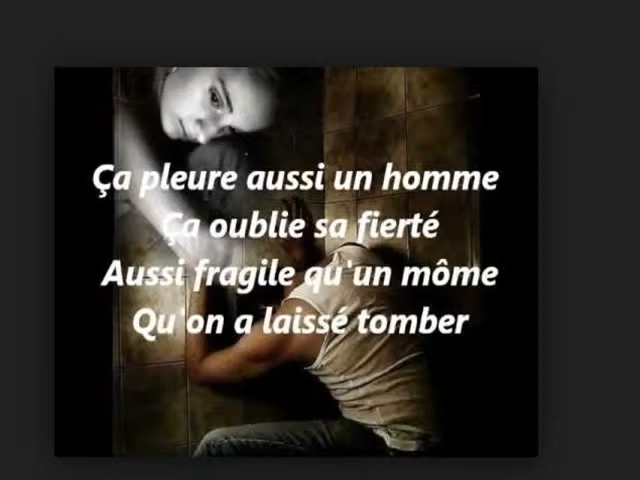 Ça pleure aussi un homme
Ça oublie sa fierté
Aussi fragile qu'un môme
Qu'on a laissé tomber